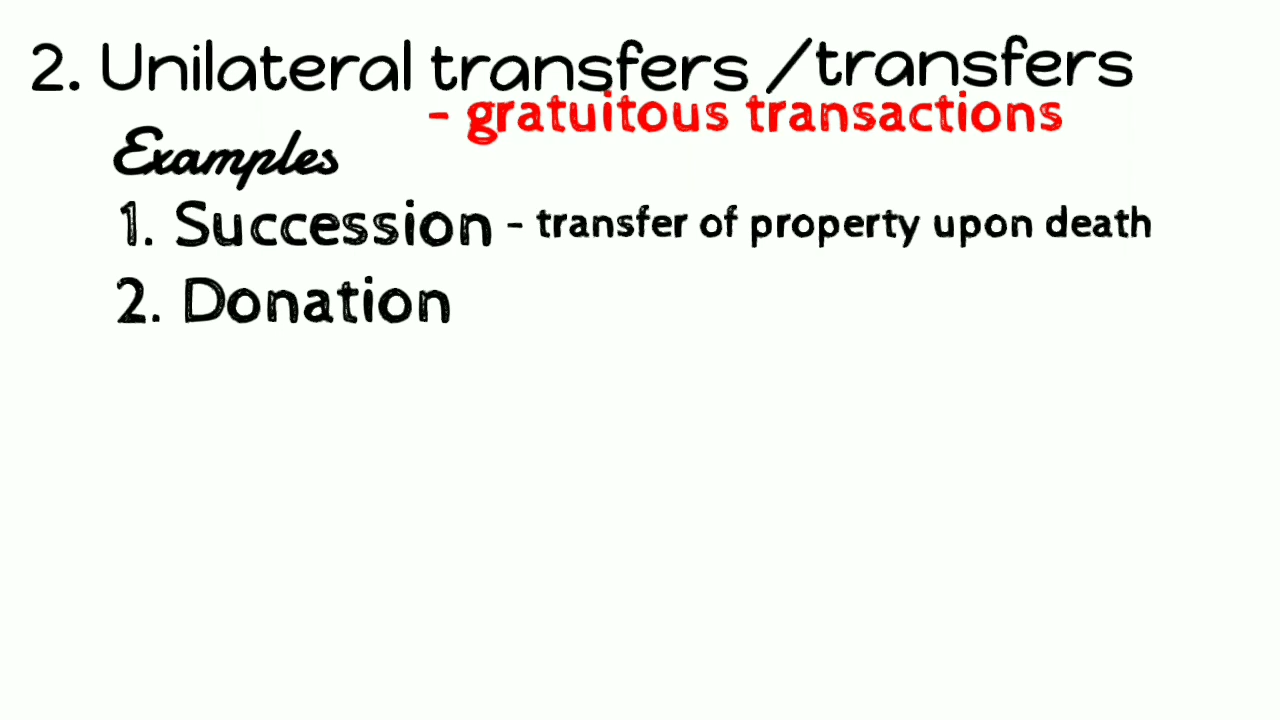 2. Unilateral transfers /transfers
- gratuitous transactions
Examples
1. Succession - transfer of property upon death
2. Donation